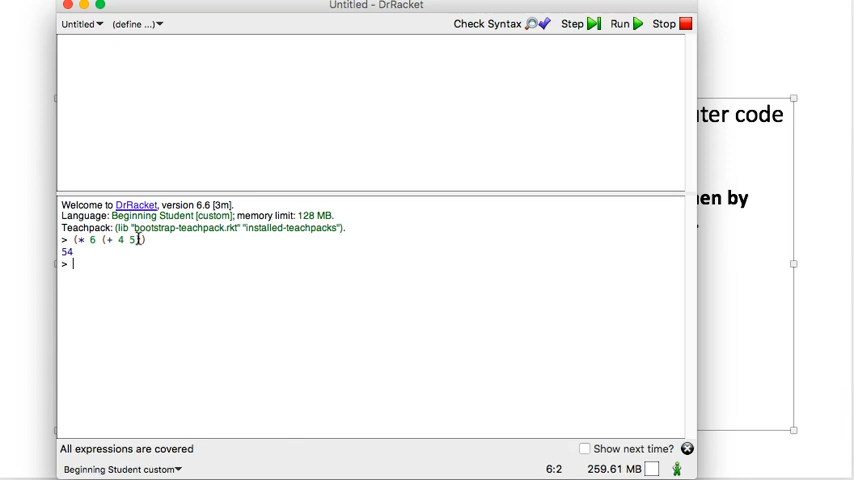 Untitled - DrRacket
Untitled▾ (define ...)▾ Check Syntax Step Run Stop
code
Welcome to DrRacket, version 6.6 [3m].
Language: Beginning Student [custom]; memory limit: 128 MB.
by
Teachpack: (lib "bootstrap-teachpack.rkt" "installed-teachpacks").
> (* 6 (+ 4 5))
54
>
All expressions are covered Show next time?
Beginning Student custom▾ 6:2 259.61 MB